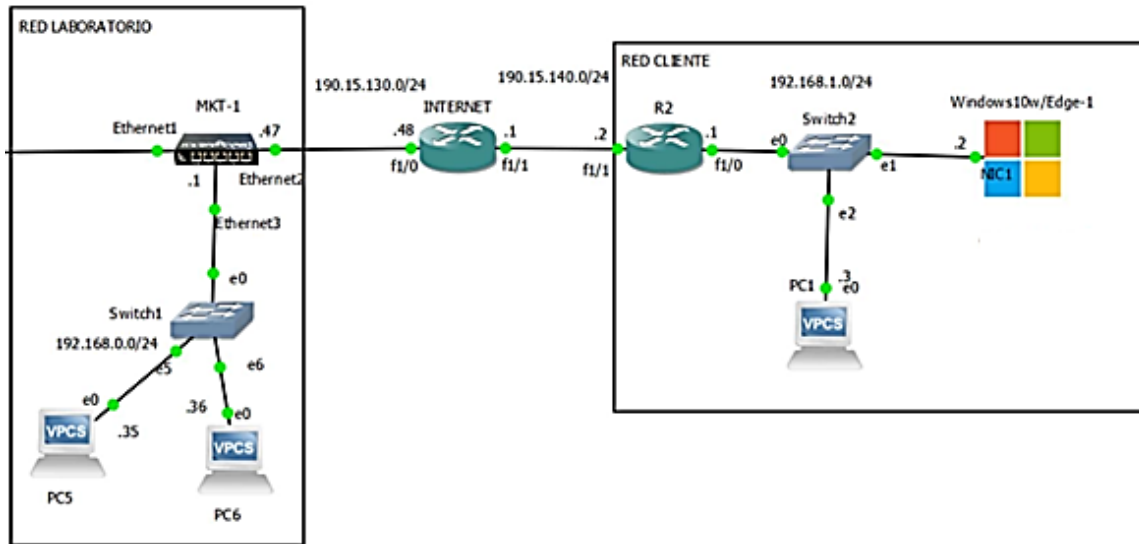 RED LABORATORIO
MKT-1
Ethernet1
.47
Ethernet2
.1
Ethernet3
e0
Switch1
192.168.0.0/24
e5
e6
e0
.35
.36
e0
VPCS
VPCS
PC5
PC6
190.15.130.0/24
INTERNET
.48
f1/0
.1
f1/1
190.15.140.0/24
RED CLIENTE
R2
.2
f1/1
.1
f1/0
192.168.1.0/24
Switch2
e0
e1
e2
Windows10w/Edge-1
.2
NIC1
PC1
.3
e0
VPCS